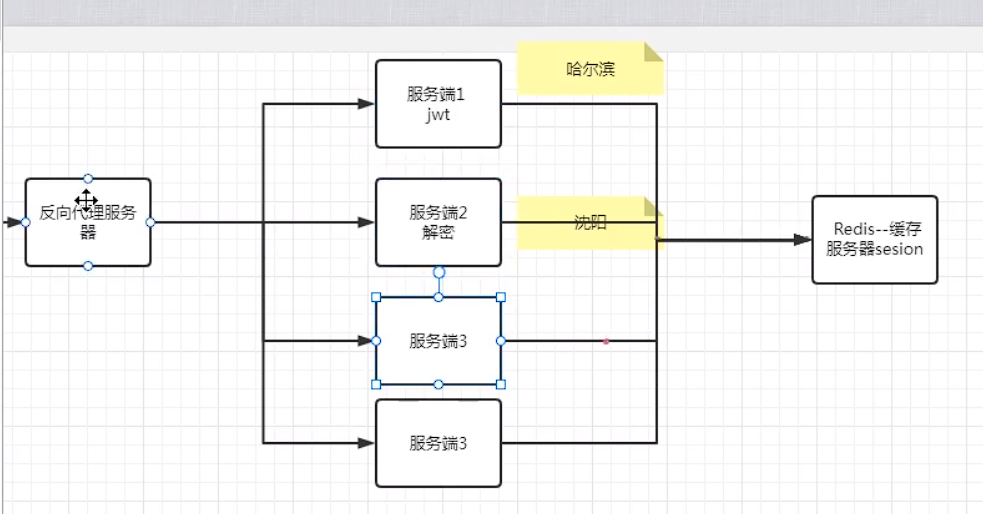 哈尔滨
服务端1
jwt
反向代理服务
器
服务端2
解密
沈阳
Redis--缓存
服务器sesion
服务端3
服务端3